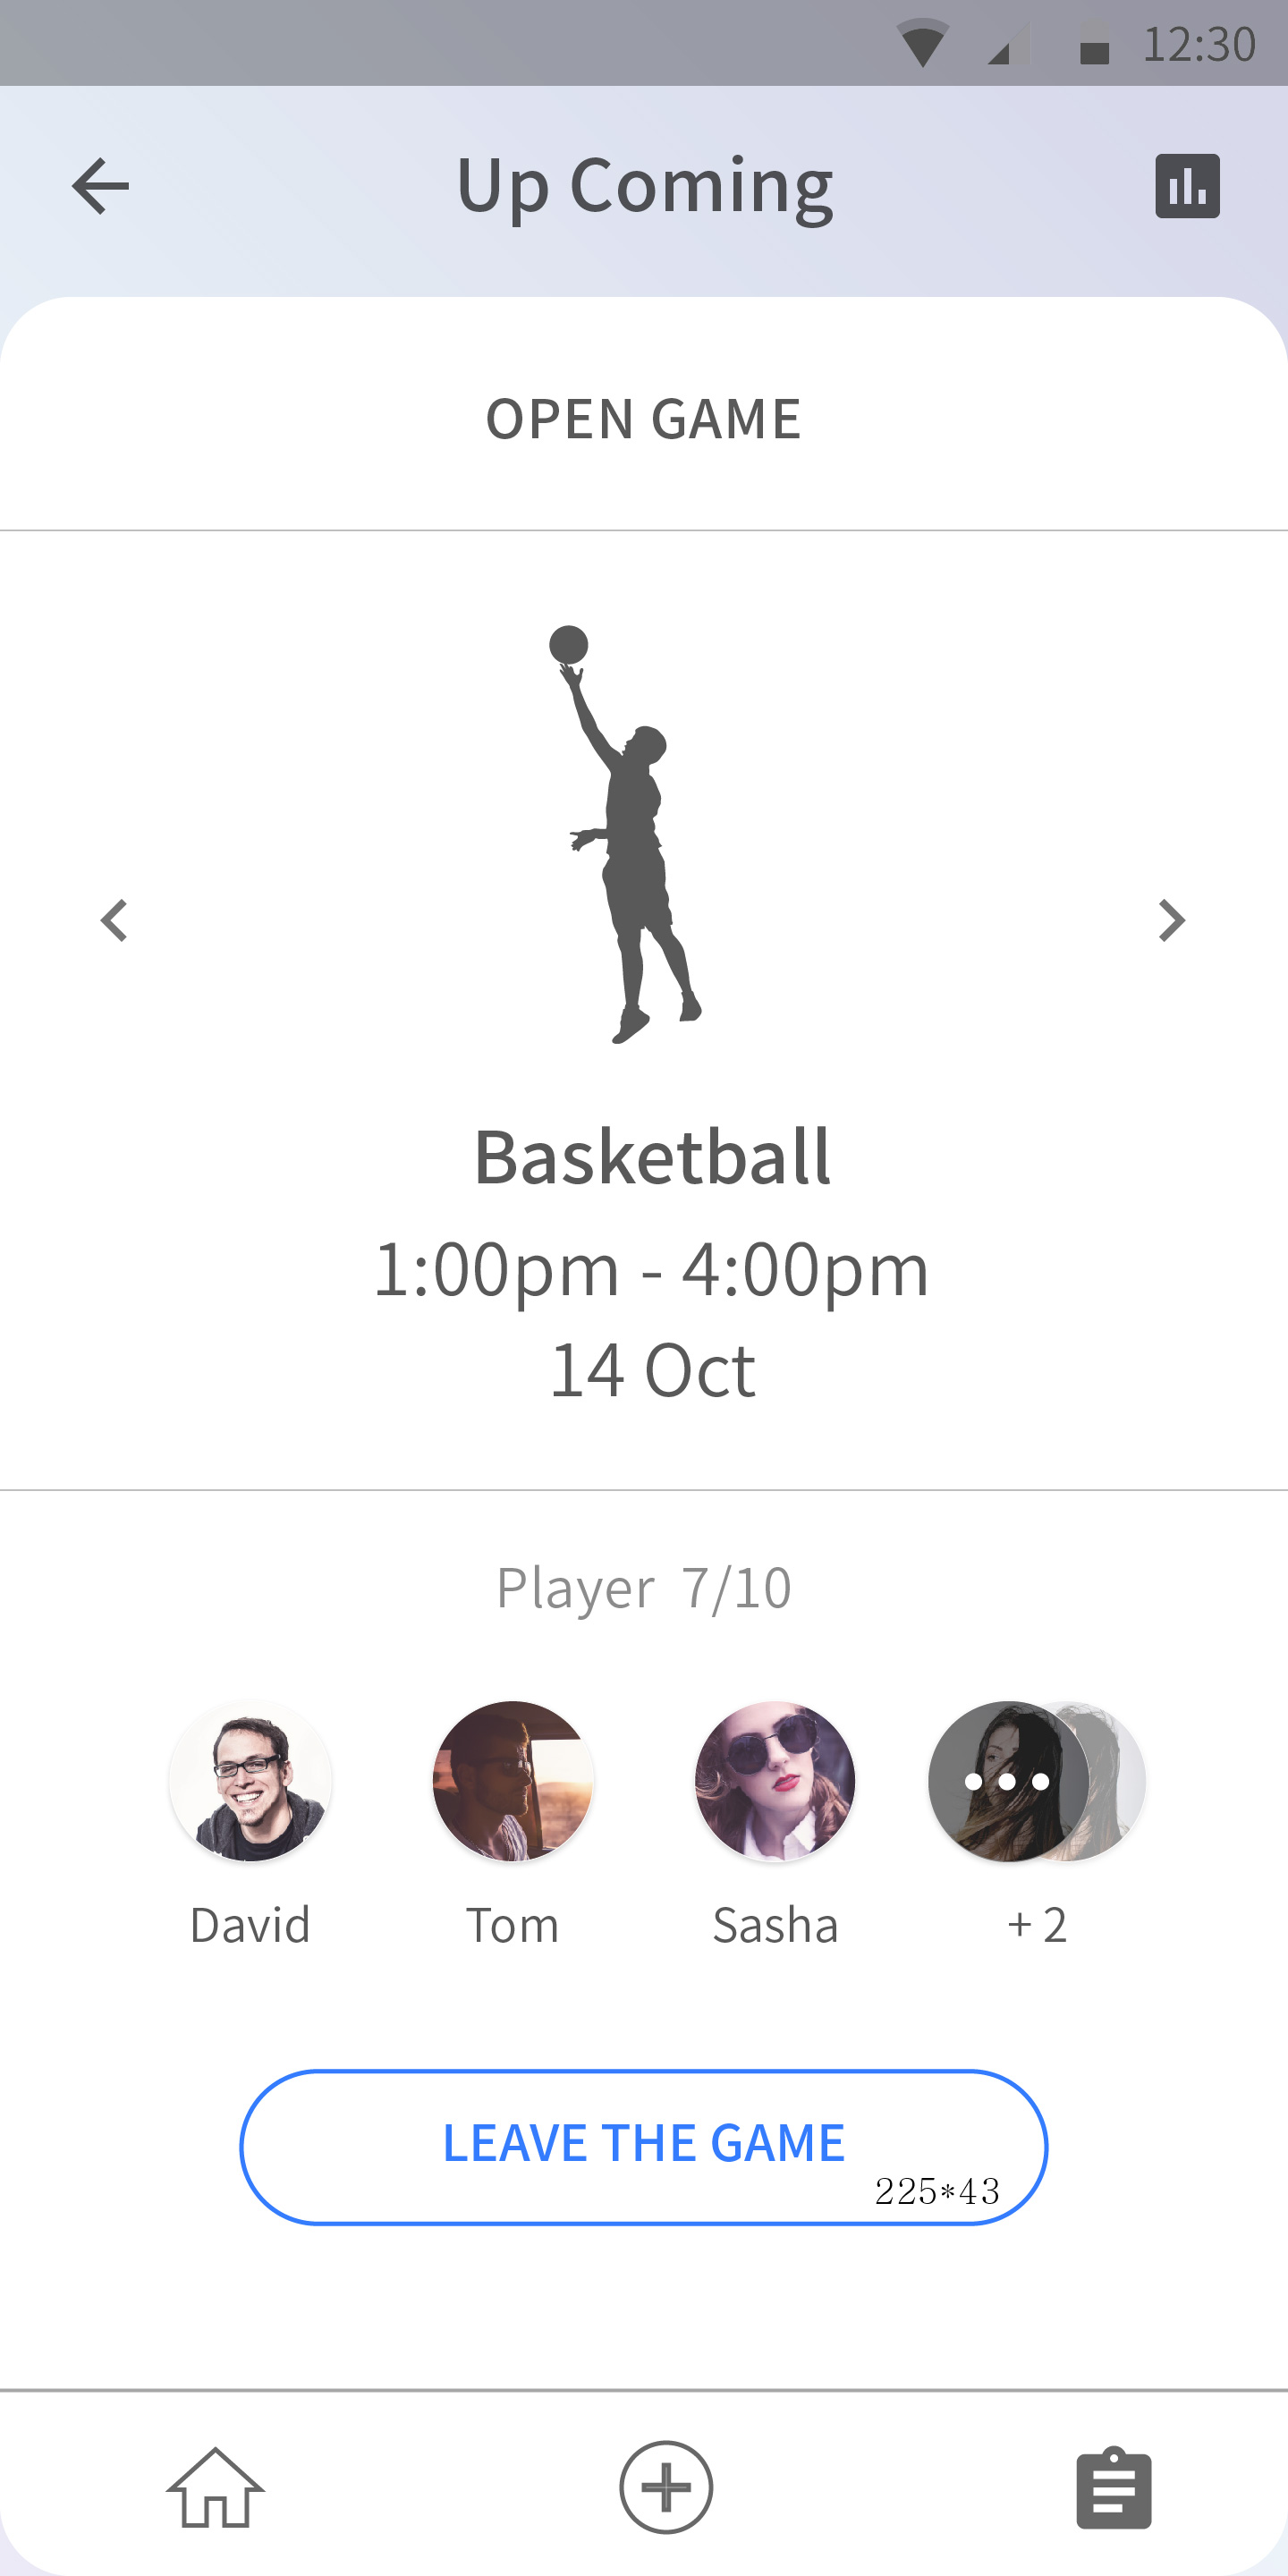 12:30
Up Coming
OPEN GAME
Basketball
1:00pm - 4:00pm
14 Oct
Player 7/10
David Tom Sasha + 2
LEAVE THE GAME
225*43